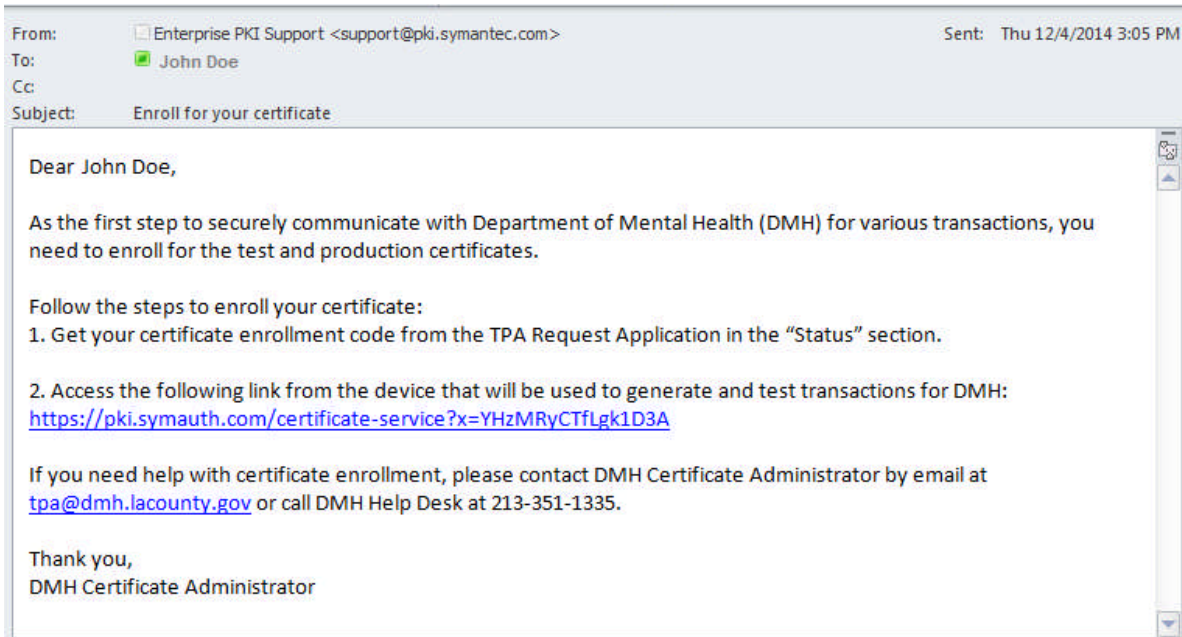 From: Enterprise PKI Support <support@pki.symantec.com> Sent: Thu 12/4/2014 3:05 PM
To: John Doe
Cc:
Subject: Enroll for your certificate
Dear John Doe,
As the first step to securely communicate with Department of Mental Health (DMH) for various transactions, you
need to enroll for the test and production certificates.
Follow the steps to enroll your certificate:
1. Get your certificate enrollment code from the TPA Request Application in the “Status” section.
2. Access the following link from the device that will be used to generate and test transactions for DMH:
https://pki.symauth.com/certificate-service?x=YHzMRyCTfLgk1D3A
If you need help with certificate enrollment, please contact DMH Certificate Administrator by email at
tpa@dmh.lacounty.gov or call DMH Help Desk at 213-351-1335.
Thank you,
DMH Certificate Administrator